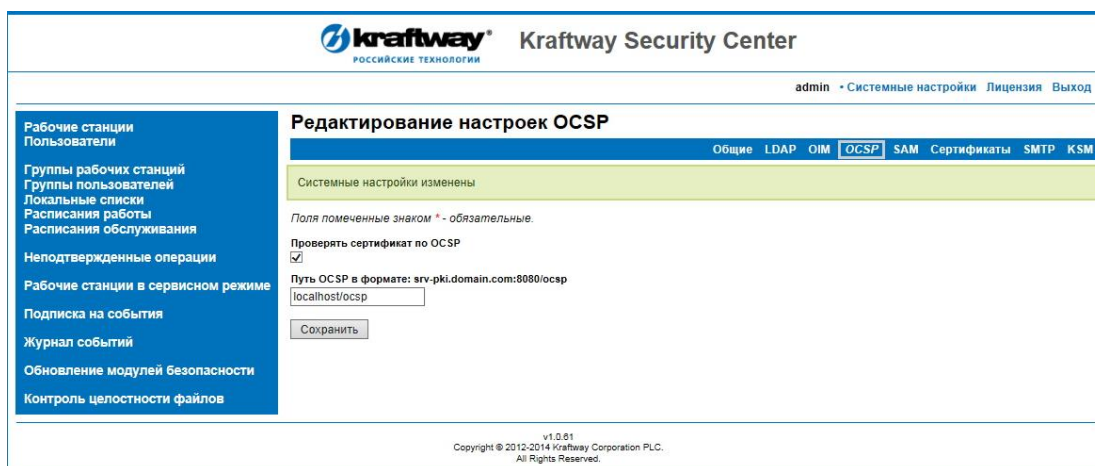 kraftway®
РОССИЙСКИЕ ТЕХНОЛОГИИ
Kraftway Security Center
admin • Системные настройки Лицензия Выход
Рабочие станции
Пользователи
Группы рабочих станций
Группы пользователей
Локальные списки
Расписания работы
Расписания обслуживания
Неподтвержденные операции
Рабочие станции в сервисном режиме
Подписка на события
Журнал событий
Обновление модулей безопасности
Контроль целостности файлов
Редактирование настроек OCSP
Общие LDAP OIM OCSP SAM Сертификаты SMTP KSM
Системные настройки изменены
Поля помеченные знаком * - обязательные.
Проверять сертификат по OCSP
Путь OCSP в формате: srv-pki.domain.com:8080/ocsp
localhost/ocsp
Сохранить
v1.0.61
Copyright © 2012-2014 Kraftway Corporation PLC.
All Rights Reserved.